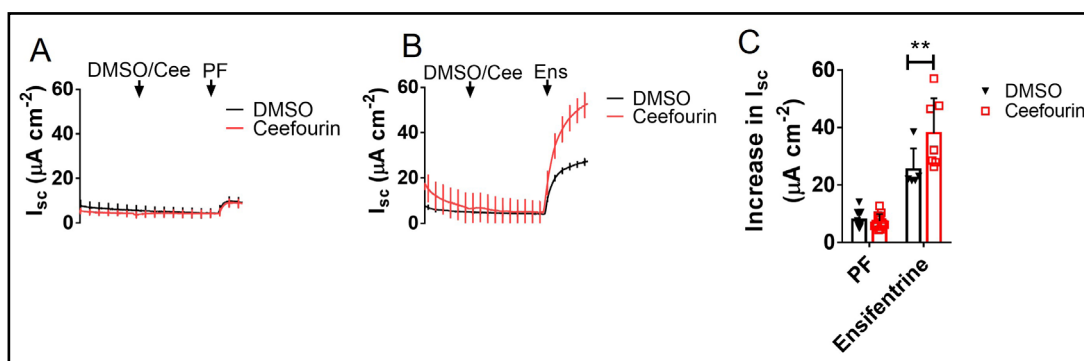 A
DMSO/Cee PF
60
40
20
0
Isc (μA cm-2)
DMSO
Ceefourin
B
DMSO/Cee Ens
60
40
20
0
Isc (μA cm-2)
DMSO
Ceefourin
C
**
60
40
20
0
Increase in Isc
(μA cm-2)
DMSO
Ceefourin
PF
Ensifentrine